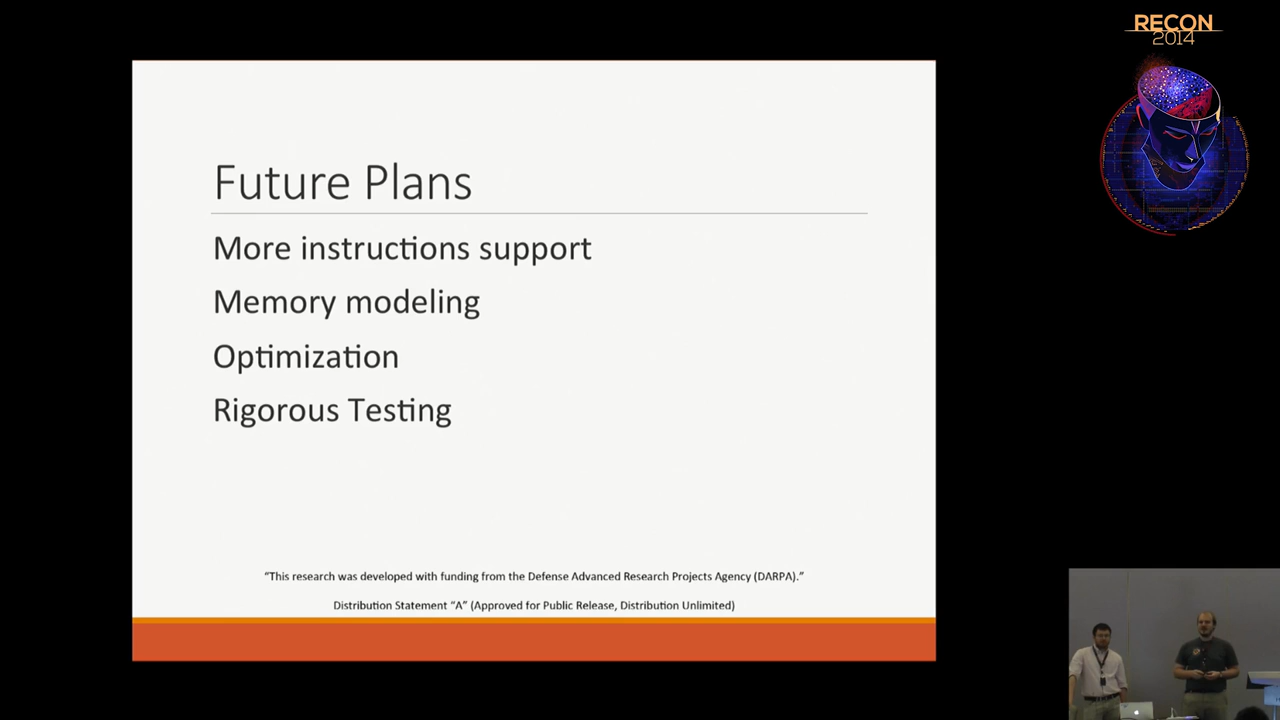 RECON
2014
Future Plans
More instructions support
Memory modeling
Optimization
Rigorous Testing
“This research was developed with funding from the Defense Advanced Research Projects Agency (DARPA).”
Distribution Statement “A” (Approved for Public Release, Distribution Unlimited)